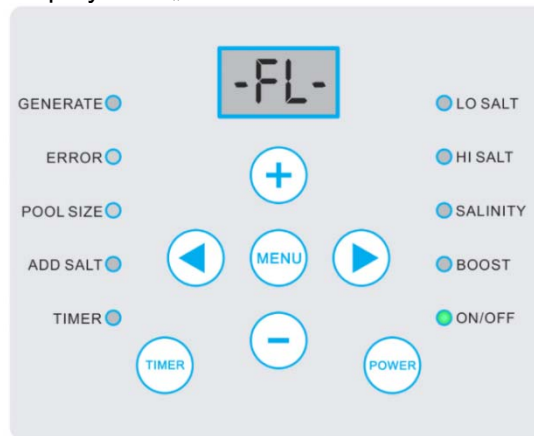 -FL-
GENERATE LO SALT
ERROR HI SALT
+
POOL SIZE SALINITY
ADD SALT MENU BOOST
TIMER ON/OFF
-
TIMER POWER